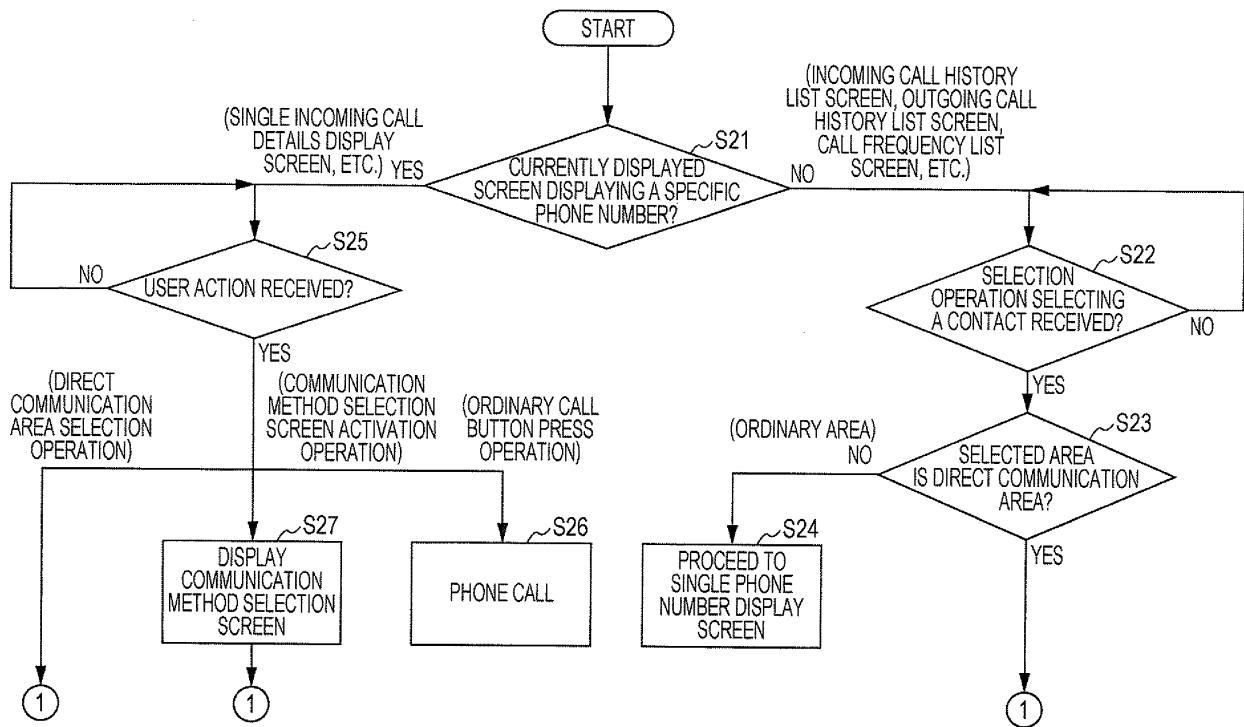 START
(INCOMING CALL HISTORY
LIST SCREEN, OUTGOING CALL
HISTORY LIST SCREEN,
CALL FREQUENCY LIST
SCREEN, ETC.)
(SINGLE INCOMING CALL
DETAILS DISPLAY
SCREEN, ETC.)
YES
S21
CURRENTLY DISPLAYED
SCREEN DISPLAYING A SPECIFIC
PHONE NUMBER?
NO
S25
USER ACTION RECEIVED?
NO
YES
S22
SELECTION
OPERATION SELECTING
A CONTACT RECEIVED?
NO
YES
(DIRECT
COMMUNICATION
AREA SELECTION
OPERATION)
(COMMUNICATION
METHOD SELECTION
SCREEN ACTIVATION
OPERATION)
(ORDINARY CALL
BUTTON PRESS
OPERATION)
(ORDINARY AREA)
NO
S23
SELECTED AREA
IS DIRECT COMMUNICATION
AREA?
YES
S27
DISPLAY
COMMUNICATION
METHOD SELECTION
SCREEN
S26
PHONE CALL
S24
PROCEED TO
SINGLE PHONE
NUMBER DISPLAY
SCREEN
1
1
1